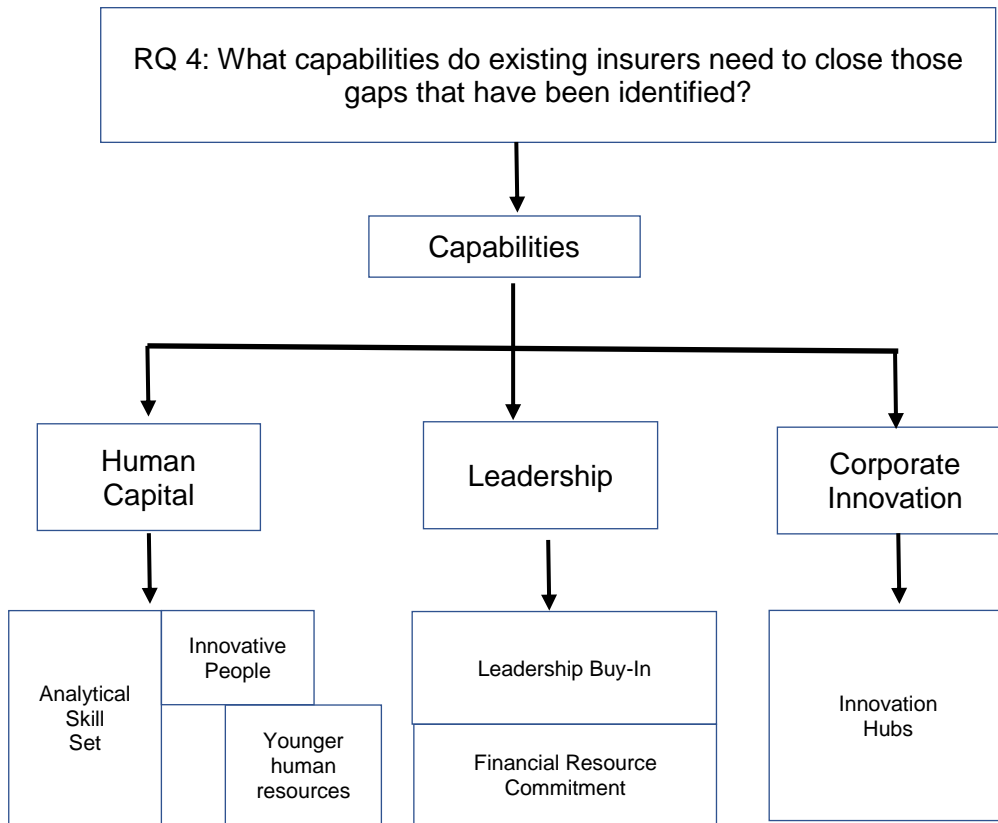 RQ 4: What capabilities do existing insurers need to close those
gaps that have been identified?
Capabilities
Human
Capital
Leadership
Corporate
Innovation
Analytical
Skill
Set
Innovative
People
Younger
human
resources
Leadership Buy-In
Financial Resource
Commitment
Innovation
Hubs